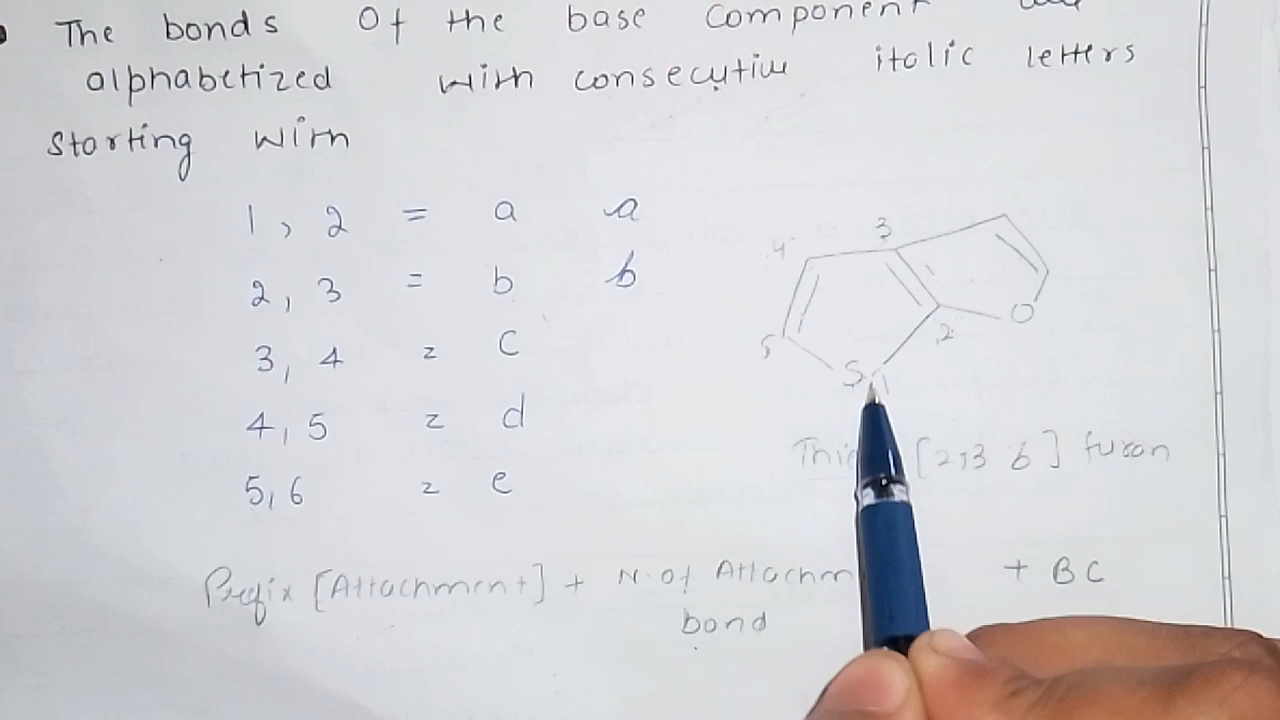 The bonds of the base component
alphabetized with consecutive italic letters
starting with
1, 2 = a a
2, 3 = b b
3, 4 = c
4, 5 = d
5, 6 = e
4 3
5 2 O
S 1
[2,3 b] furan
Prefix [Attachment] + N. of + BC
bond